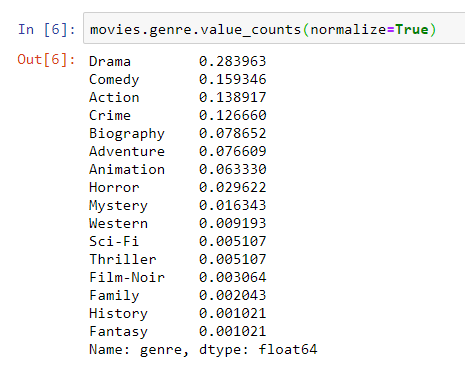 In [6]: movies.genre.value_counts(normalize=True)
Out[6]: Drama        0.283963
Comedy       0.159346
Action       0.138917
Crime        0.126660
Biography    0.078652
Adventure    0.076609
Animation    0.063330
Horror       0.029622
Mystery      0.016343
Western      0.009193
Sci-Fi       0.005107
Thriller     0.005107
Film-Noir    0.003064
Family       0.002043
History      0.001021
Fantasy      0.001021
Name: genre, dtype: float64